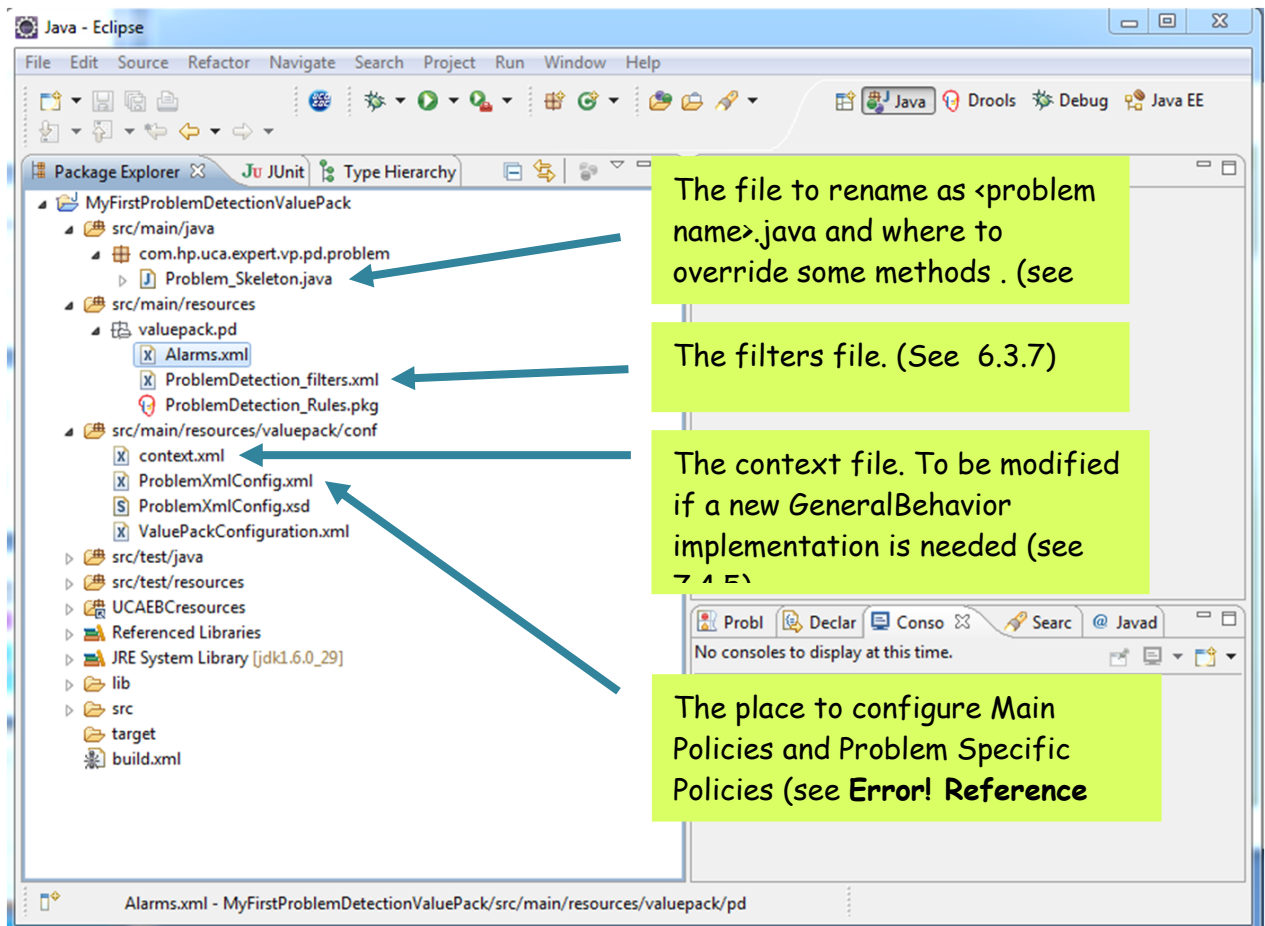 Java - Eclipse
File Edit Source Refactor Navigate Search Project Run Window Help
Java Drools Debug Java EE
Package Explorer JUnit Type Hierarchy
MyFirstProblemDetectionValuePack
src/main/java
com.hp.uca.expert.vp.pd.problem
Problem_Skeleton.java
src/main/resources
valuepack.pd
Alarms.xml
ProblemDetection_filters.xml
ProblemDetection_Rules.pkg
src/main/resources/valuepack/conf
context.xml
ProblemXmlConfig.xml
ProblemXmlConfig.xsd
ValuePackConfiguration.xml
src/test/java
src/test/resources
UCAEBCresources
Referenced Libraries
JRE System Library [jdk1.6.0_29]
lib
src
target
build.xml
The file to rename as <problem
name>.java and where to
override some methods . (see
The filters file. (See 6.3.7)
The context file. To be modified
if a new GeneralBehavior
implementation is needed (see
Probl Declar Conso Searc Javad
No consoles to display at this time.
The place to configure Main
Policies and Problem Specific
Policies (see Error! Reference
Alarms.xml - MyFirstProblemDetectionValuePack/src/main/resources/valuepack/pd